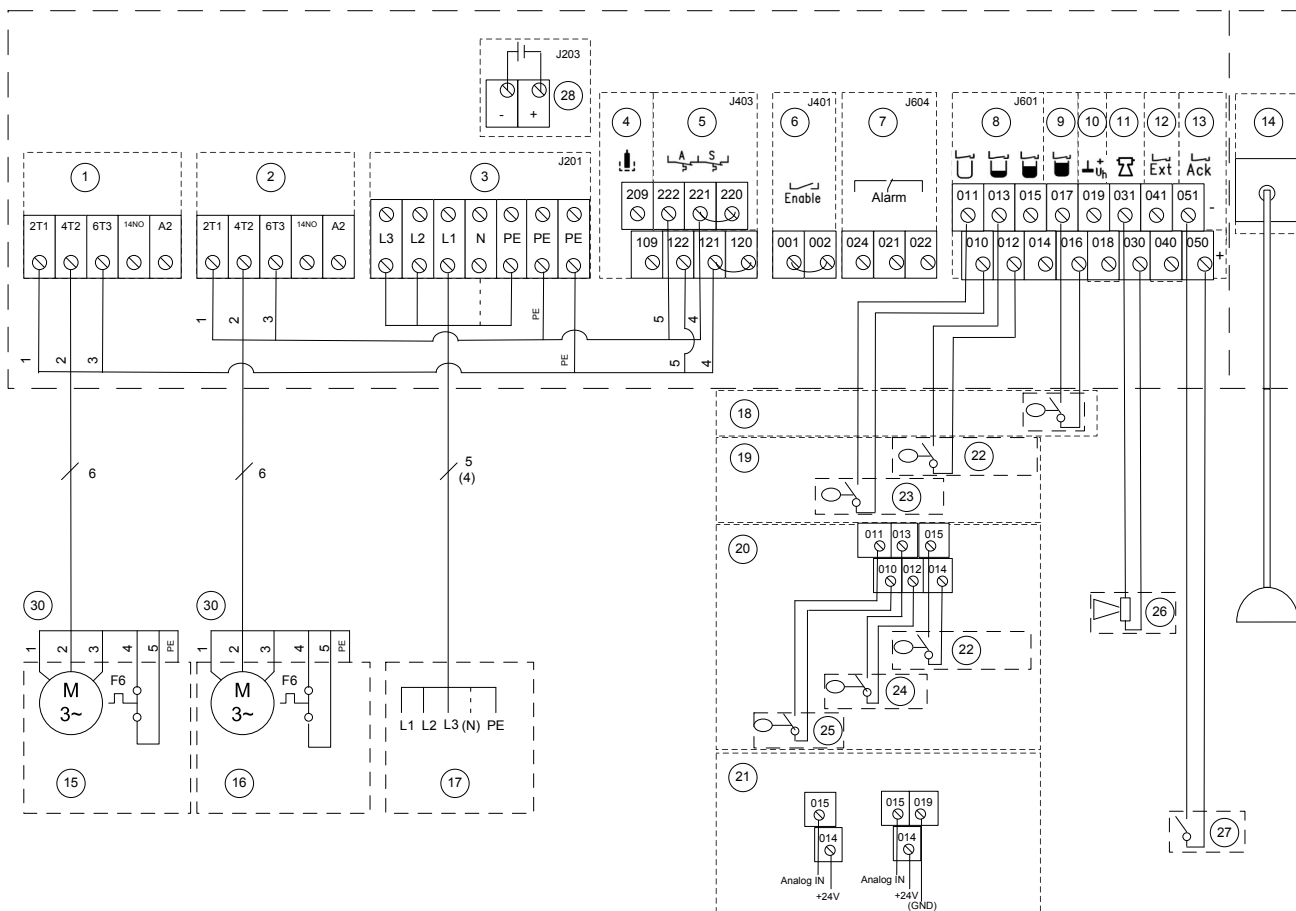 J203
28
- +
J403
J401
J604
J601
1
2
3
J201
4
5
6
7
8
9
10
11
12
13
14
A S
Enable
Alarm
+
Uh
Ext
Ack
209 222 221 220
011 013 015 017 019 031 041 051 -
2T1 4T2 6T3 14NO A2
2T1 4T2 6T3 14NO A2
L3 L2 L1 N PE PE PE
109 122 121 120
001 002
024 021 022
010 012 014 016 018 030 040 050 +
1 2 3 PE 5 4
1 2 3 PE 5 4
18
6
6
5
(4)
19
22
23
20
011 013 015
010 012 014
30
30
26
1 2 3 4 5 PE
1 2 3 4 5 PE
22
M
3~
F6
M
3~
F6
24
L1 L2 L3 (N) PE
25
15
16
17
21
015
014
015 019
014
27
Analog IN
+24V
Analog IN
+24V
(GND)